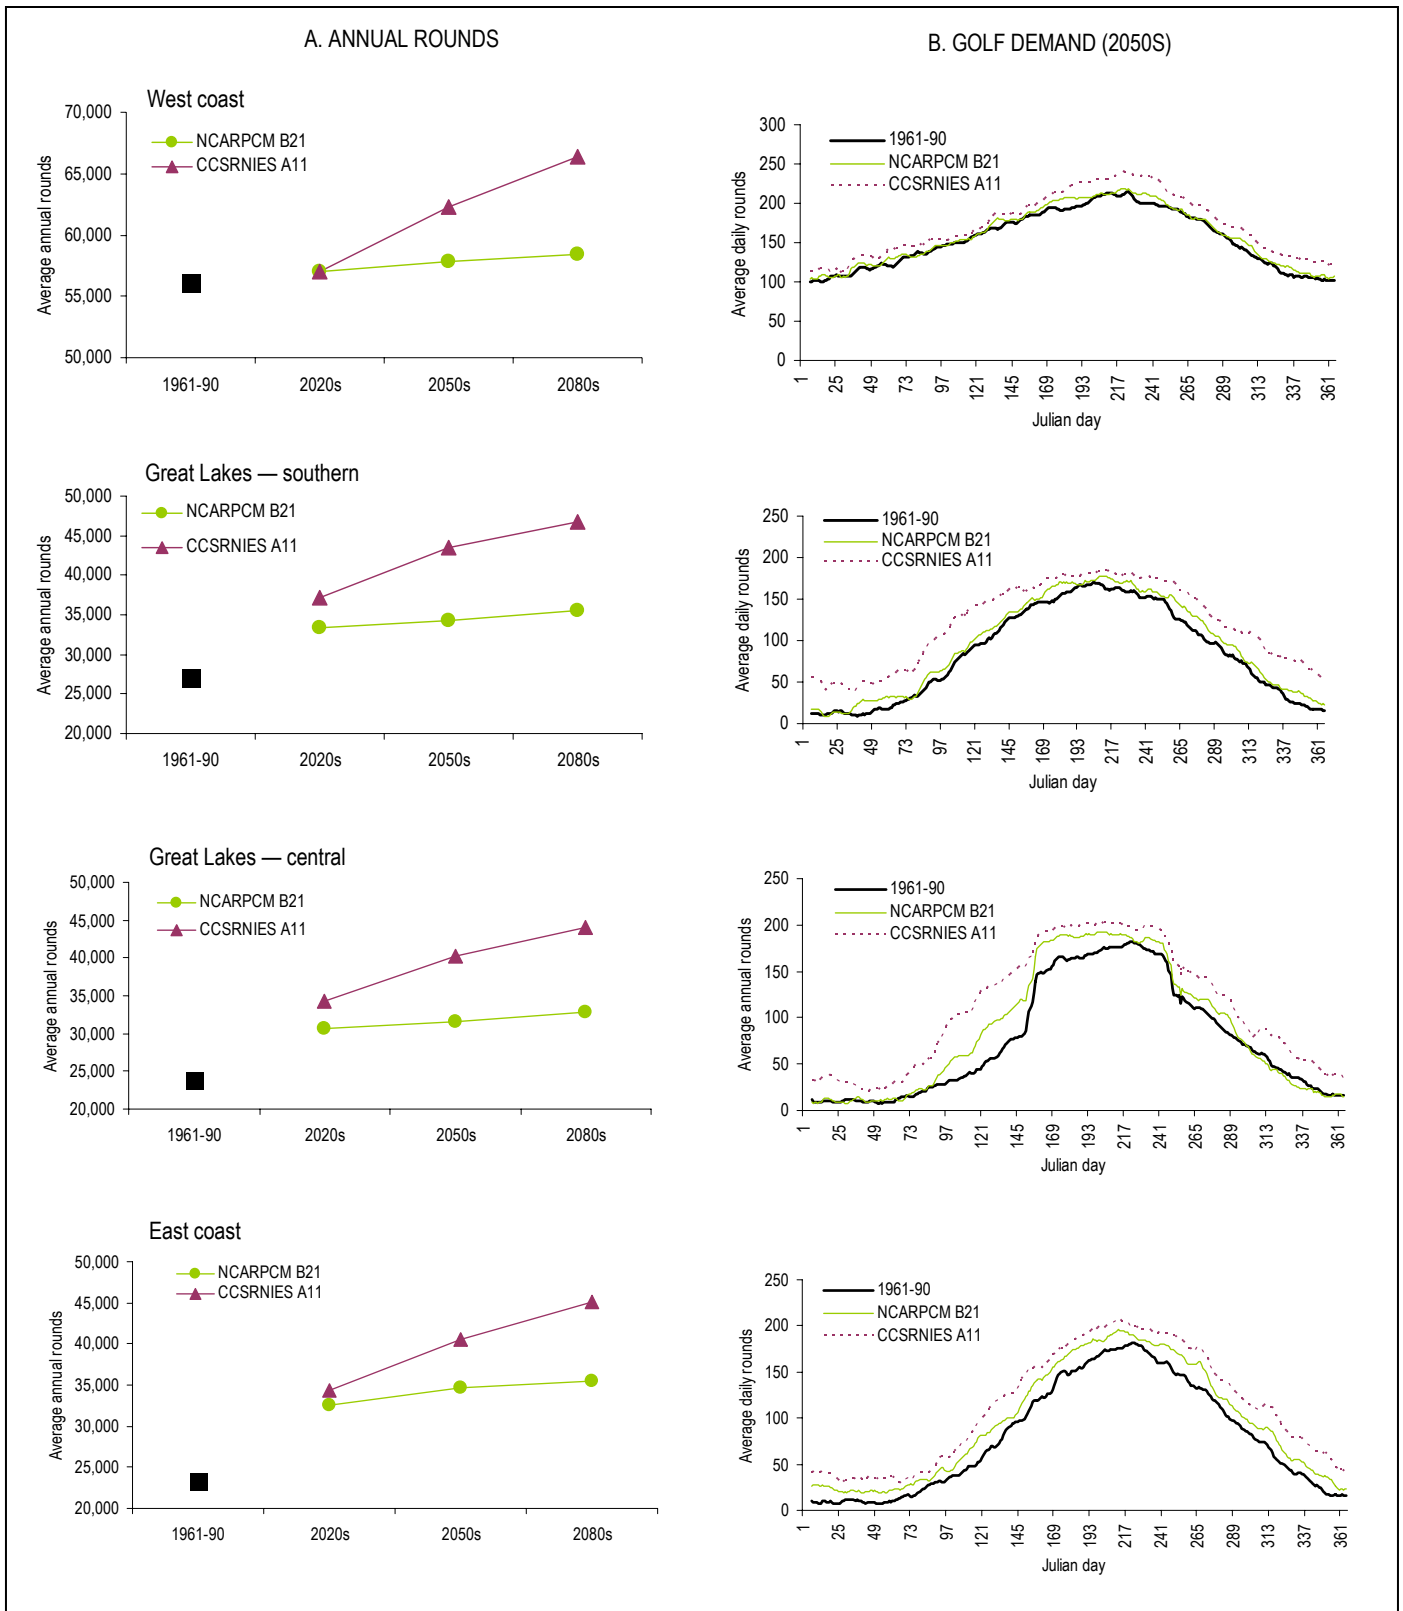 A. ANNUAL ROUNDS
B. GOLF DEMAND (2050S)
West coast
NCARPCM B21
CCSRNIES A11
Average annual rounds
70,000
65,000
60,000
55,000
50,000
1961-90 2020s 2050s 2080s
1961-90
NCARPCM B21
CCSRNIES A11
Average daily rounds
300
250
200
150
100
50
0
1 25 49 73 97 121 145 169 193 217 241 265 289 313 337 361
Julian day
Great Lakes — southern
NCARPCM B21
CCSRNIES A11
Average annual rounds
50,000
45,000
40,000
35,000
30,000
25,000
20,000
1961-90 2020s 2050s 2080s
1961-90
NCARPCM B21
CCSRNIES A11
Average daily rounds
250
200
150
100
50
0
1 25 49 73 97 121 145 169 193 217 241 265 289 313 337 361
Julian day
Great Lakes — central
NCARPCM B21
CCSRNIES A11
Average annual rounds
50,000
45,000
40,000
35,000
30,000
25,000
20,000
1961-90 2020s 2050s 2080s
1961-90
NCARPCM B21
CCSRNIES A11
Average annual rounds
250
200
150
100
50
0
1 25 49 73 97 121 145 169 193 217 241 265 289 313 337 361
Julian day
East coast
NCARPCM B21
CCSRNIES A11
Average annual rounds
50,000
45,000
40,000
35,000
30,000
25,000
20,000
1961-90 2020s 2050s 2080s
1961-90
NCARPCM B21
CCSRNIES A11
Average daily rounds
250
200
150
100
50
0
1 25 49 73 97 121 145 169 193 217 241 265 289 313 337 361
Julian day